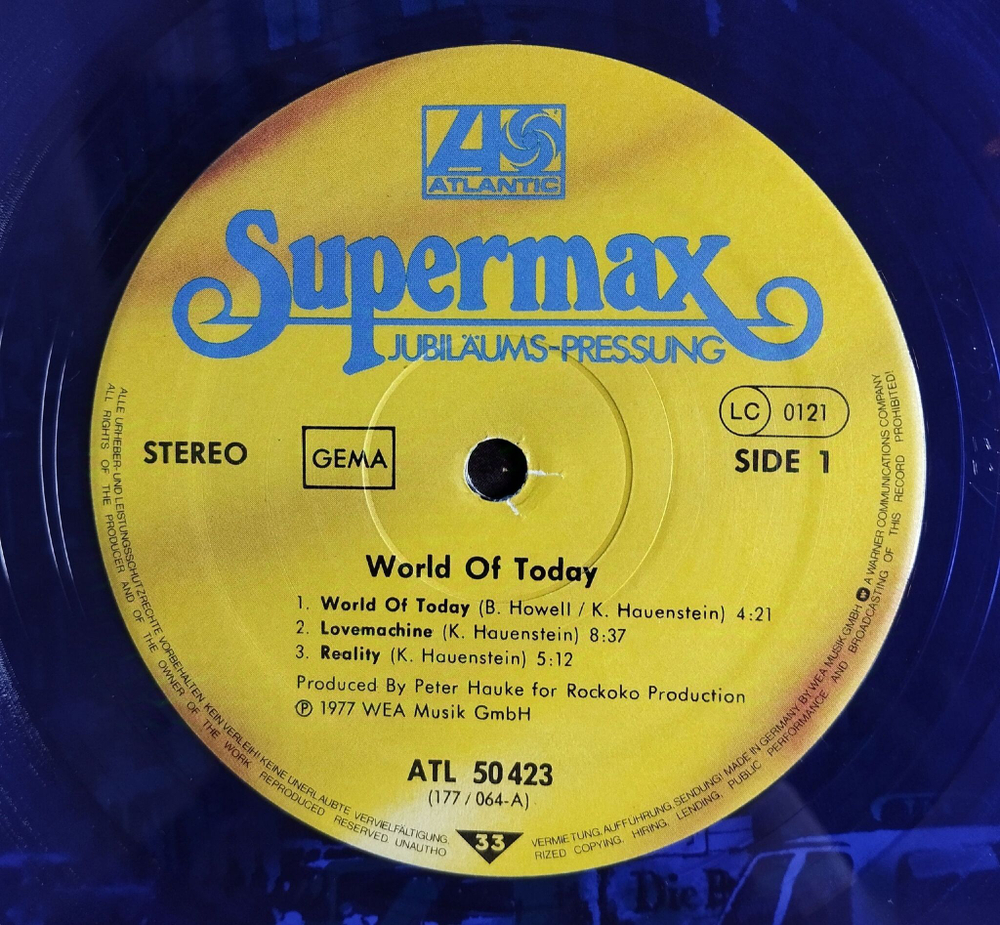 ATLANTIC
Supermax
JUBILÄUMS-PRESSUNG
LC 0121
STEREO
GEMA
SIDE 1
World Of Today
1. World Of Today (B. Howell / K. Hauenstein) 4:21
2. Lovemachine (K. Hauenstein) 8:37
3. Reality (K. Hauenstein) 5:12
Produced By Peter Hauke for Rockoko Production
℗ 1977 WEA Musik GmbH
ATL 50 423
(177 / 064-A)
33
ALLE URHEBER- UND LEISTUNGSSCHUTZRECHTE VORBEHALTEN. KEIN VERLEIH! KEINE UNERLAUBTE VERVIELFÄLTIGUNG,
VERMIETUNG, AUFFÜHRUNG, SENDUNG! MADE IN GERMANY BY WEA MUSIK GMBH A WARNER COMMUNICATIONS COMPANY
ALL RIGHTS OF THE PRODUCER AND OF THE OWNER OF THE WORK REPRODUCED RESERVED. UNAUTHO
RIZED COPYING, HIRING, LENDING, PUBLIC PERFORMANCE AND BROADCASTING OF THIS RECORD PROHIBITED!